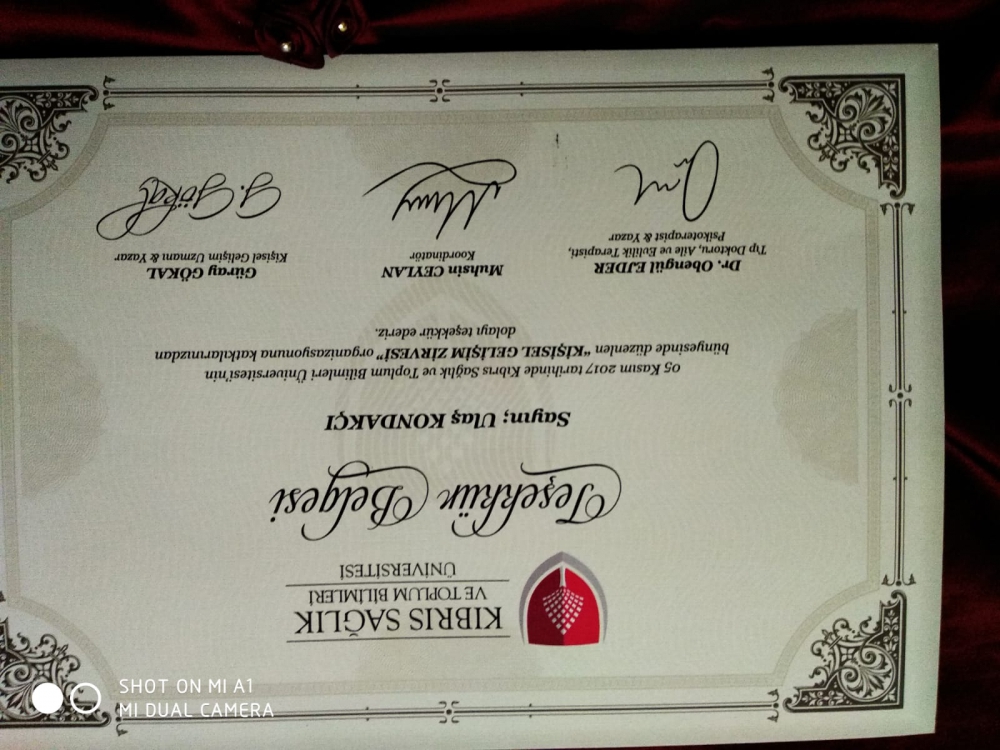 KIBRIS SAĞLIK
VE TOPLUM BİLİMLERİ
ÜNİVERSİTESİ
Teşekkür Belgesi
Sayın; Ulaş KONDAKÇI
05 Kasım 2017 tarihinde Kıbrıs Sağlık ve Toplum Bilimleri Üniversitesi'nin
bünyesinde düzenlen "KİŞİSEL GELİŞİM ZİRVESİ" organizasyonuna katkılarınızdan
dolayı teşekkür ederiz.
Dr. Obengül EJDER
Tıp Doktoru, Aile ve Evlilik Terapisti,
Psikoterapist & Yazar
Muhsin CEYLAN
Koordinatör
Güray GÖKAL
Kişisel Gelişim Uzmanı Yazar
G. Gökal
SHOT ON MI A1
MI DUAL CAMERA